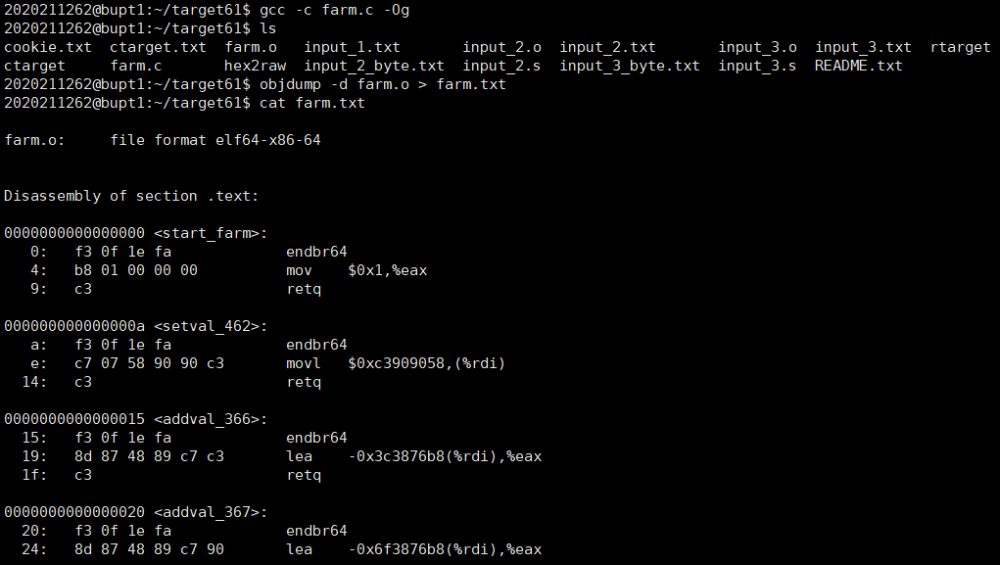 2020211262@bupt1:~/target61$ gcc -c farm.c -Og
2020211262@bupt1:~/target61$ ls
cookie.txt  ctarget.txt  farm.o   input_1.txt       input_2.o  input_2.txt       input_3.o  input_3.txt  rtarget
ctarget     farm.c       hex2raw  input_2_byte.txt  input_2.s  input_3_byte.txt  input_3.s  README.txt
2020211262@bupt1:~/target61$ objdump -d farm.o > farm.txt
2020211262@bupt1:~/target61$ cat farm.txt
farm.o:     file format elf64-x86-64
Disassembly of section .text:
0000000000000000 <start_farm>:
   0:   f3 0f 1e fa             endbr64
   4:   b8 01 00 00 00          mov    $0x1,%eax
   9:   c3                      retq
000000000000000a <setval_462>:
   a:   f3 0f 1e fa             endbr64
   e:   c7 07 58 90 90 c3       movl   $0xc3909058,(%rdi)
  14:   c3                      retq
0000000000000015 <addval_366>:
  15:   f3 0f 1e fa             endbr64
  19:   8d 87 48 89 c7 c3       lea    -0x3c3876b8(%rdi),%eax
  1f:   c3                      retq
0000000000000020 <addval_367>:
  20:   f3 0f 1e fa             endbr64
  24:   8d 87 48 89 c7 90       lea    -0x6f3876b8(%rdi),%eax